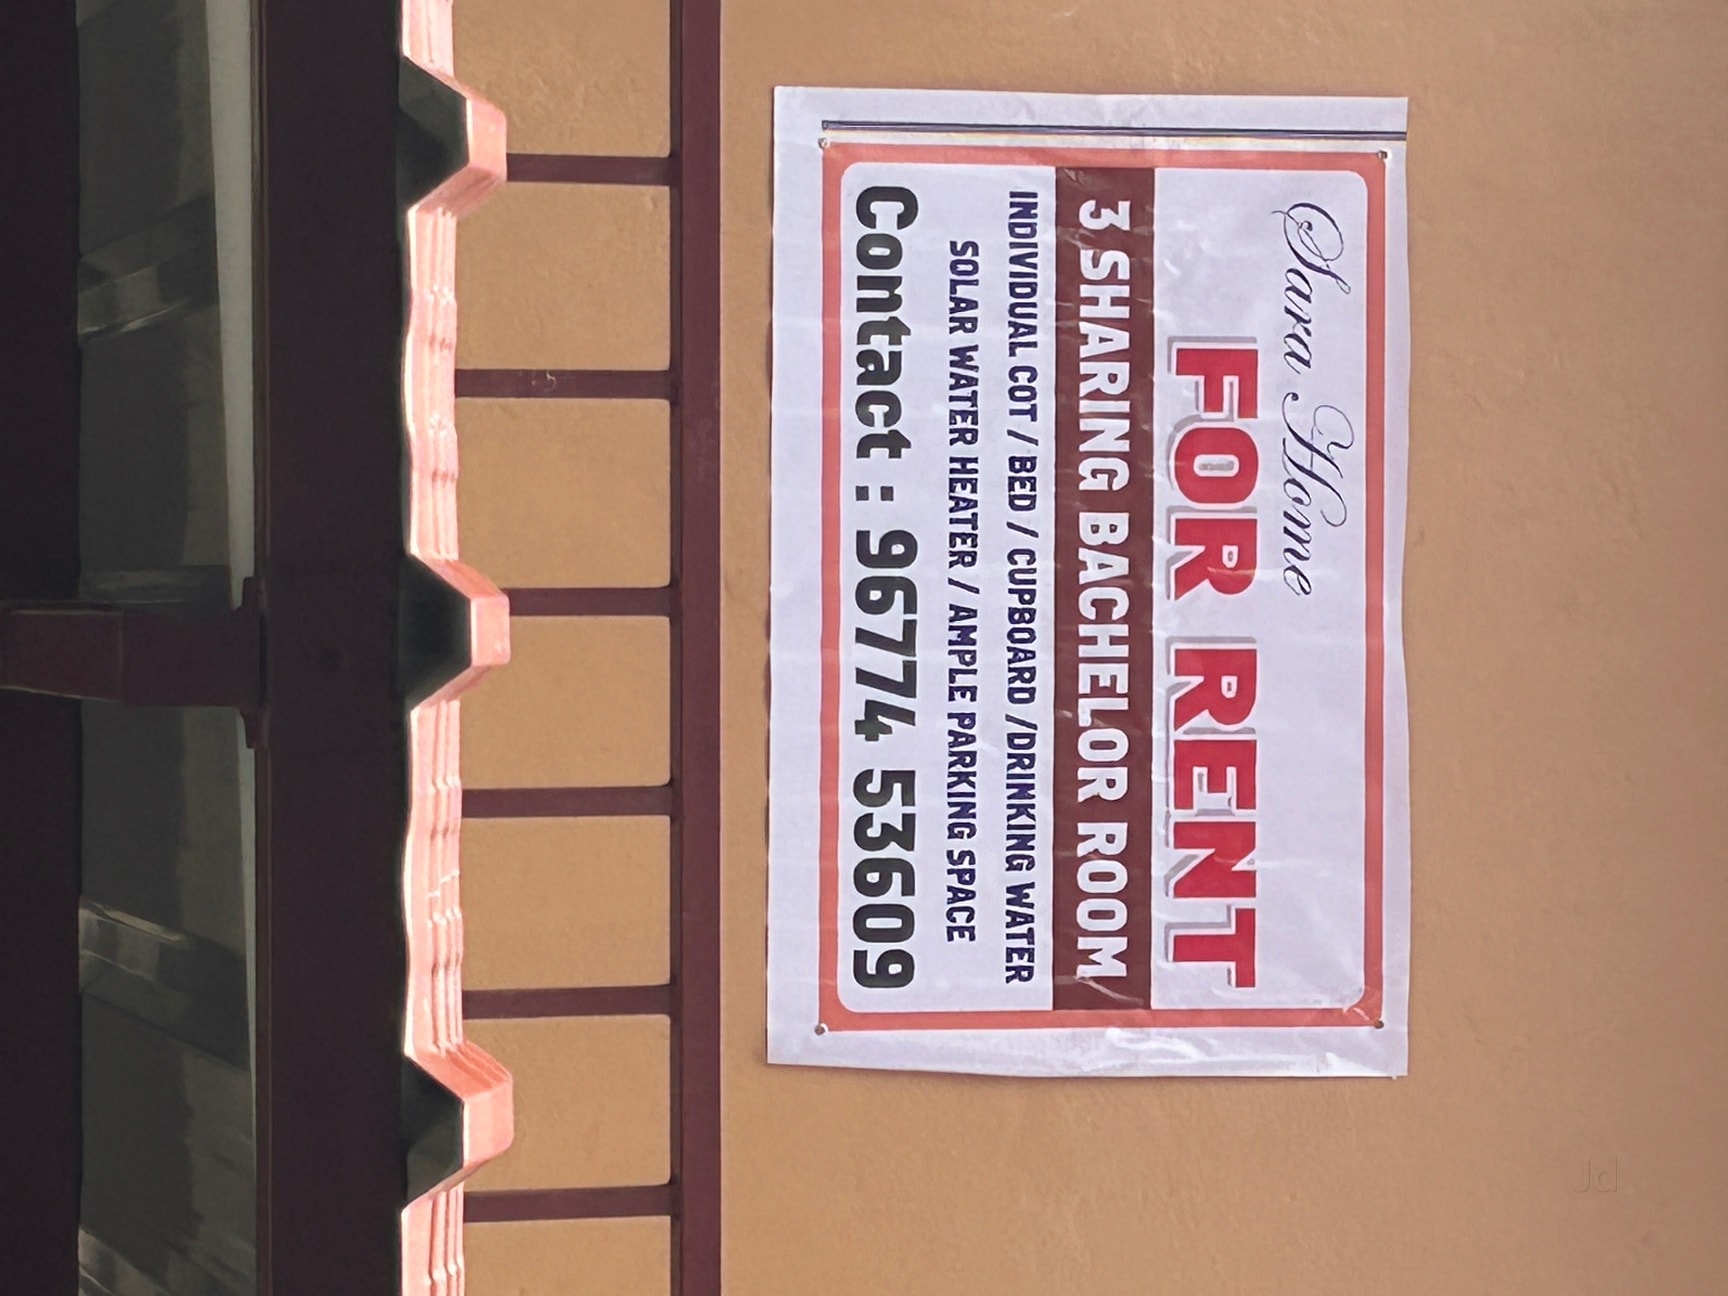 Sara Home
FOR RENT
3 SHARING BACHELOR ROOM
INDIVIDUAL COT / BED / CUPBOARD /DRINKING WATER
SOLAR WATER HEATER / AMPLE PARKING SPACE
Contact : 96774 53609
Jd